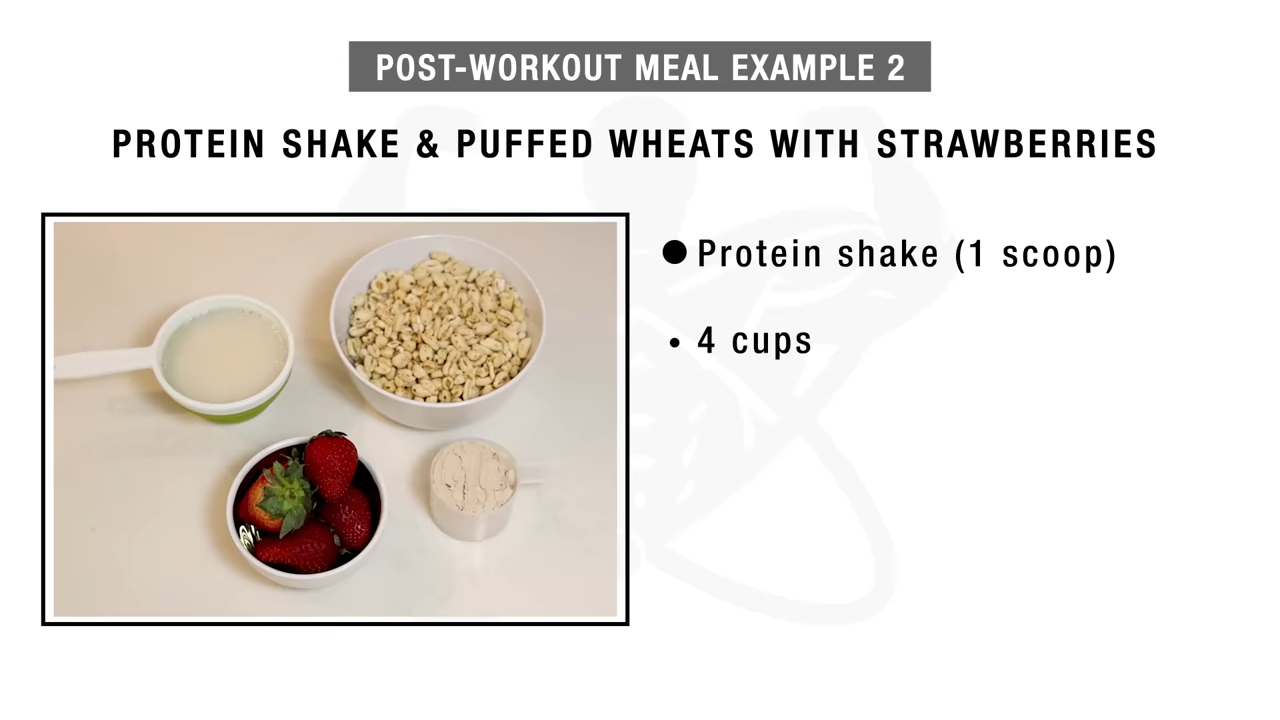 POST-WORKOUT MEAL EXAMPLE 2
PROTEIN SHAKE & PUFFED WHEATS WITH STRAWBERRIES
● Protein shake (1 scoop)
• 4 cups